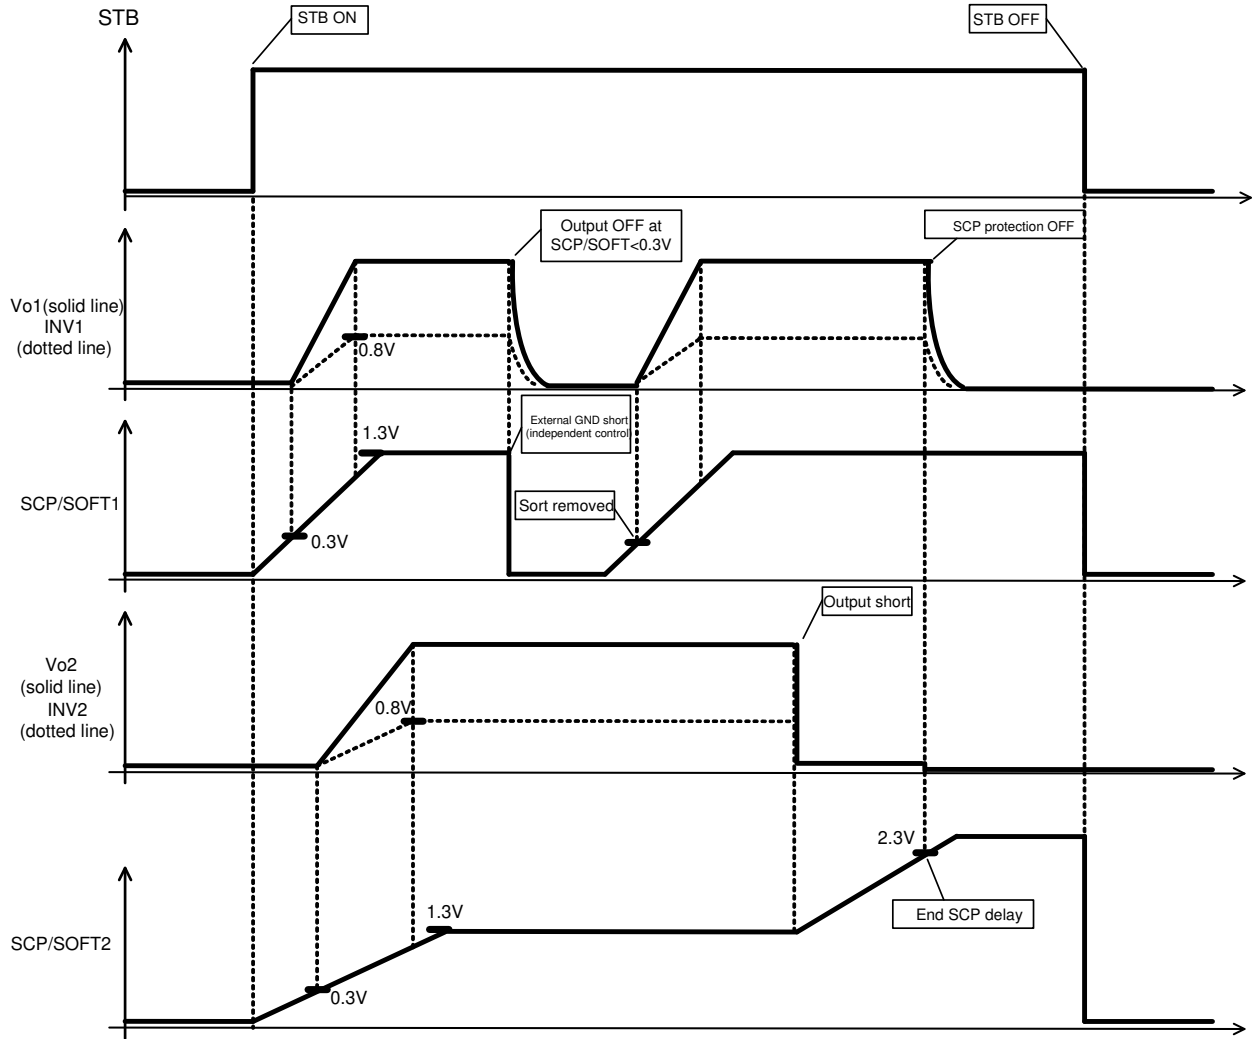 STB
STB ON
STB OFF
Output OFF at
SCP/SOFT<0.3V
SCP protection OFF
Vo1(solid line)
INV1
(dotted line)
0.8V
External GND short
(independent control)
1.3V
SCP/SOFT1
Sort removed
0.3V
Output short
Vo2
(solid line)
INV2
(dotted line)
0.8V
2.3V
End SCP delay
1.3V
SCP/SOFT2
0.3V